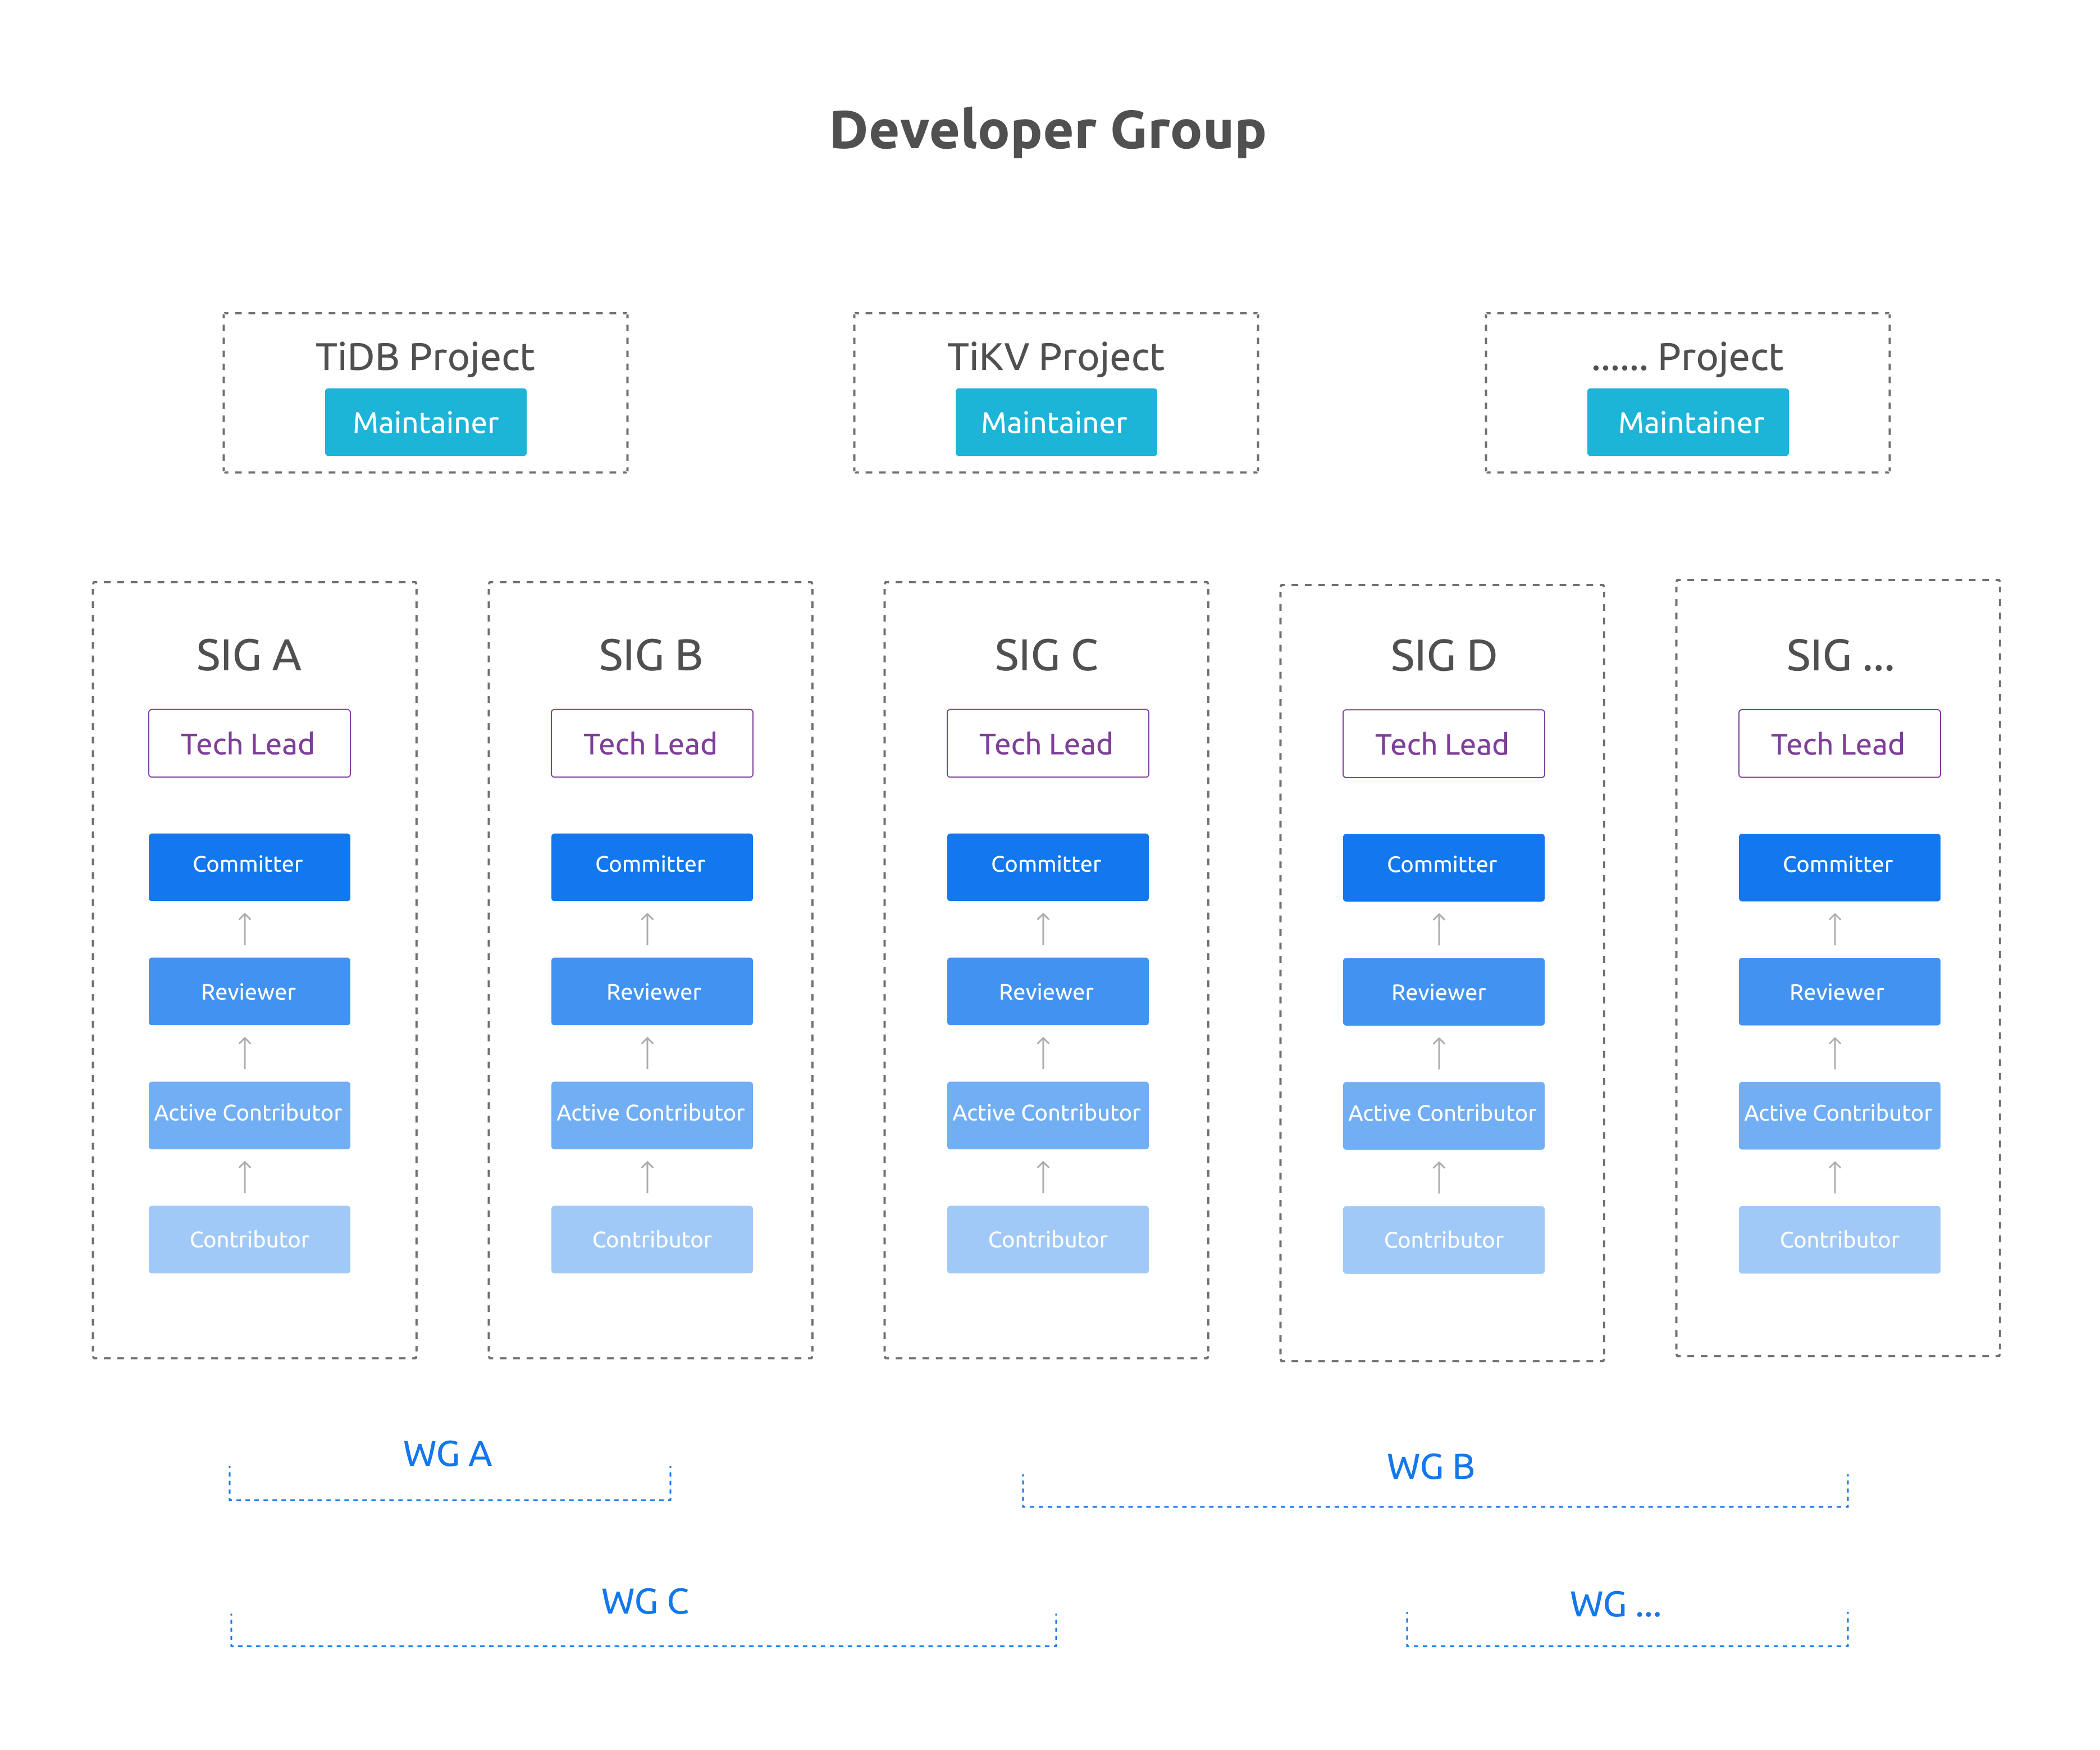 Developer Group
TiDB Project
Maintainer
TiKV Project
Maintainer
...... Project
Maintainer
SIG A
Tech Lead
Committer
Reviewer
Active Contributor
Contributor
SIG B
Tech Lead
Committer
Reviewer
Active Contributor
Contributor
SIG C
Tech Lead
Committer
Reviewer
Active Contributor
Contributor
SIG D
Tech Lead
Committer
Reviewer
Active Contributor
Contributor
SIG ...
Tech Lead
Committer
Reviewer
Active Contributor
Contributor
WG A
WG B
WG C
WG ...